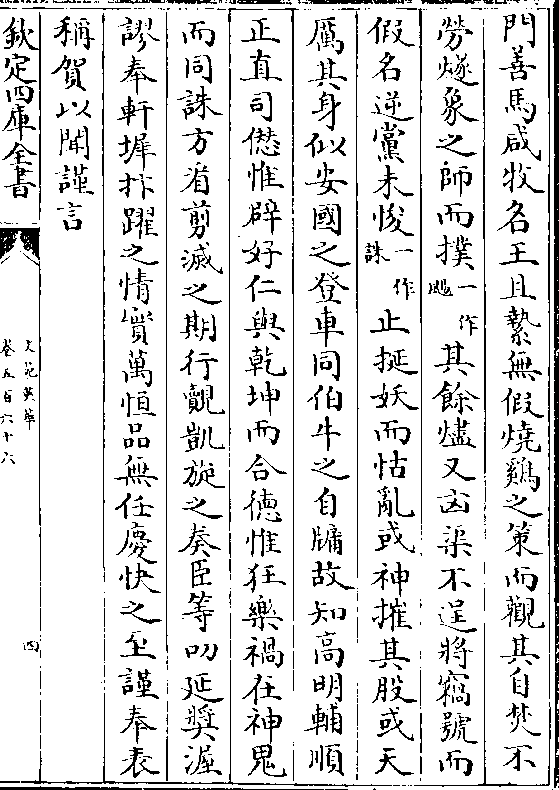 門善馬咸牧名王且縶無假燒鷄之策而觀其自焚不
勞燧象之師而撲一作颺其餘燼又㐫渠不逞將竊號而
假名逆黨未悛一作誅止挻妖而怙亂或神摧其股或天
厲其身似安國之登車同伯牛之自牖故知高明輔順
正直司僁惟辟好仁與乾坤而合德惟狂樂禍在神鬼
而同誅方㸔剪滅之期行覿凱旋之奏臣等叨延奬渥
謬奉軒墀抃躍之情實萬恒品無任慶快之至謹奉表
稱賀以聞謹言
欽定四庫全書
文苑英華
卷五百六十六
四